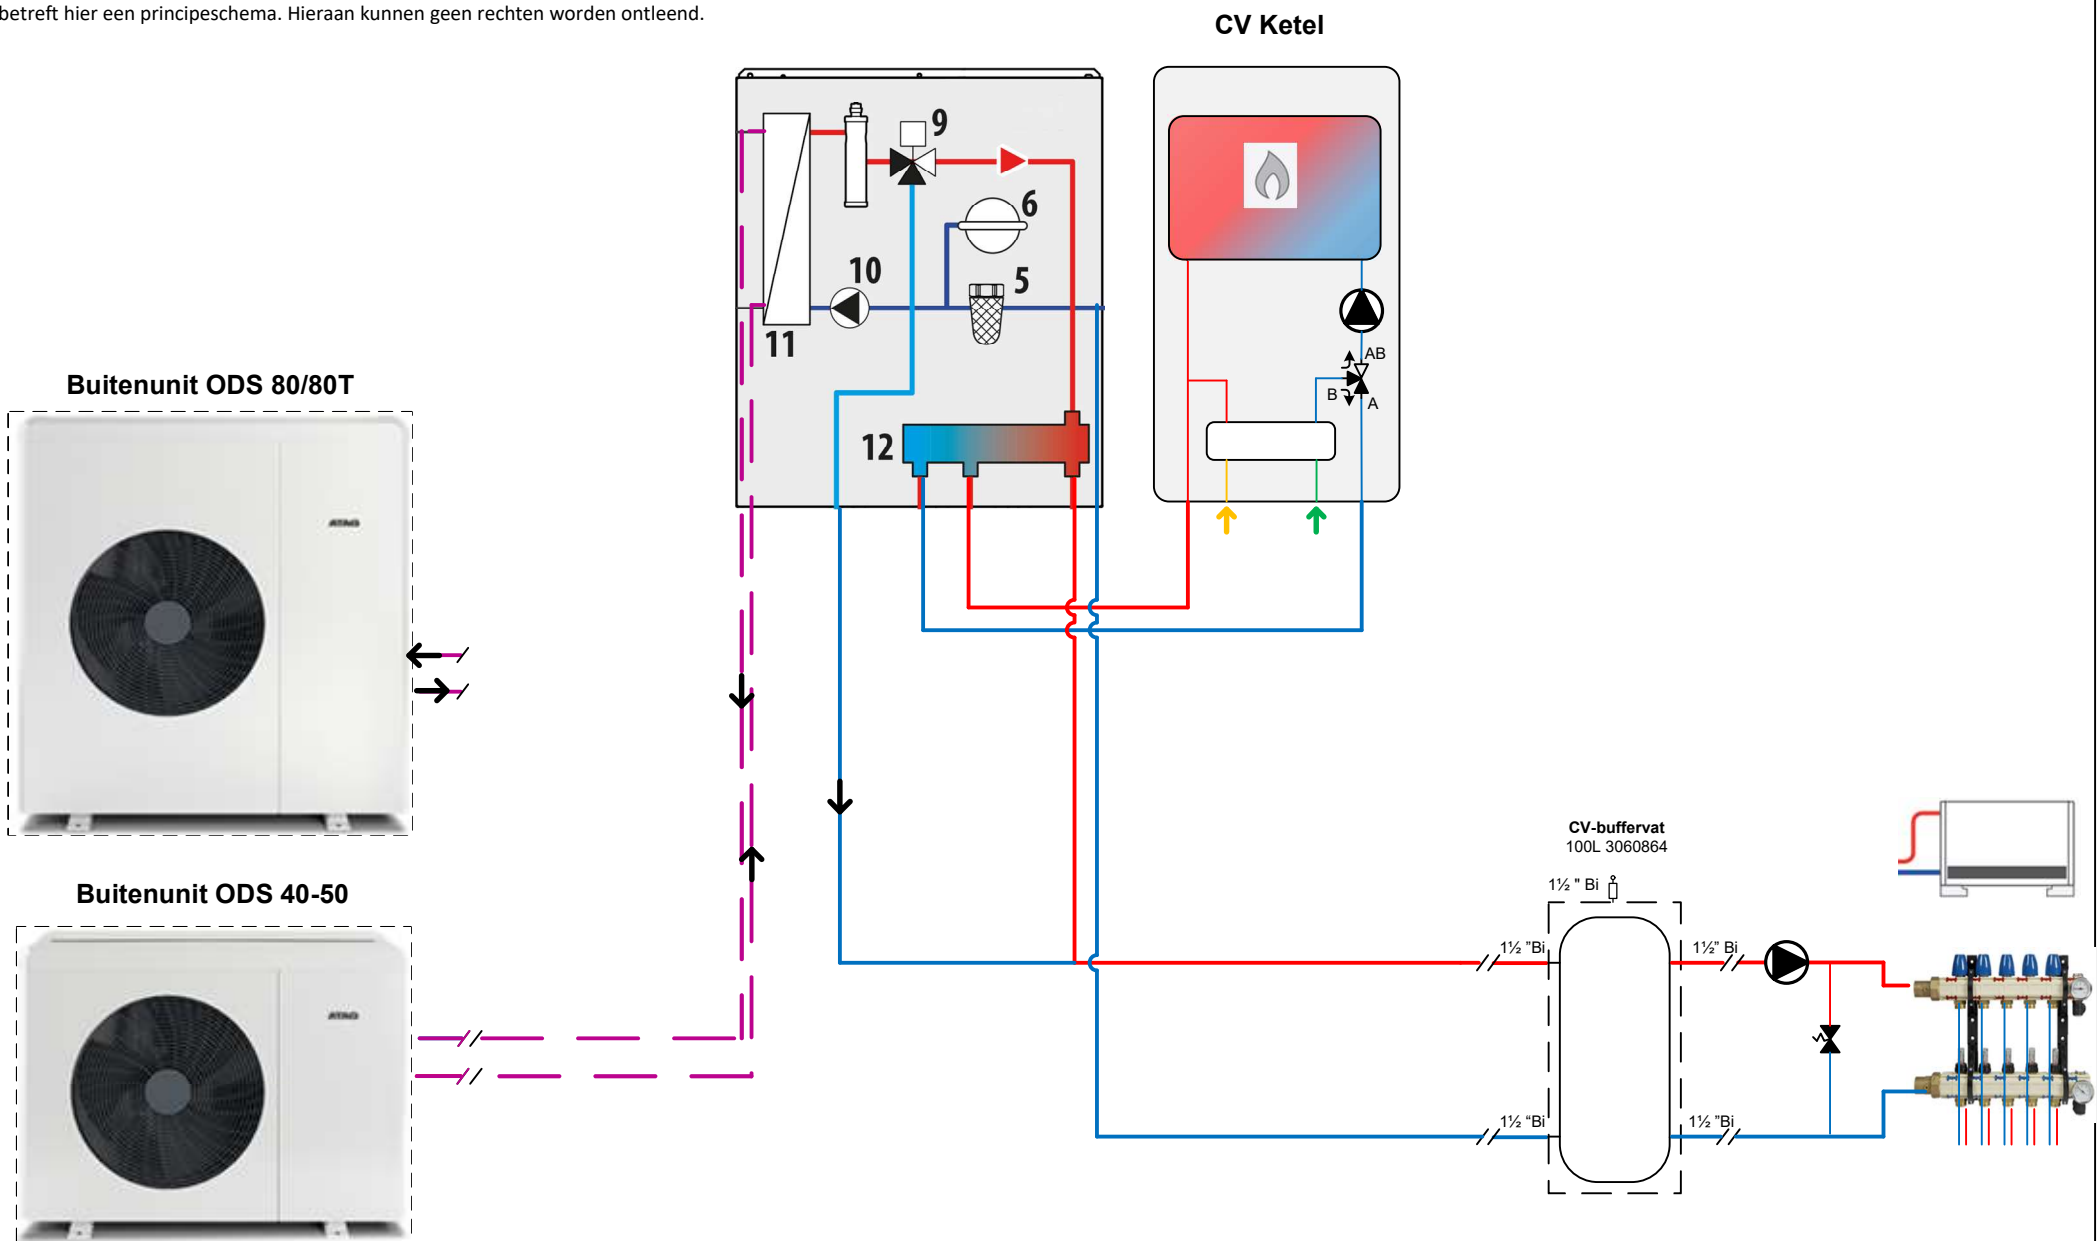 betreft hier een principeschema. Hieraan kunnen geen rechten worden ontleend.
CV Ketel
9
6
10
5
11
12
AB
B
A
Buitenunit ODS 80/80T
ATAG
Buitenunit ODS 40-50
ATAG
CV-buffervat
100L 3060864
1½ " Bi
1½ "Bi
1½" Bi
1½ "Bi
1½ "Bi